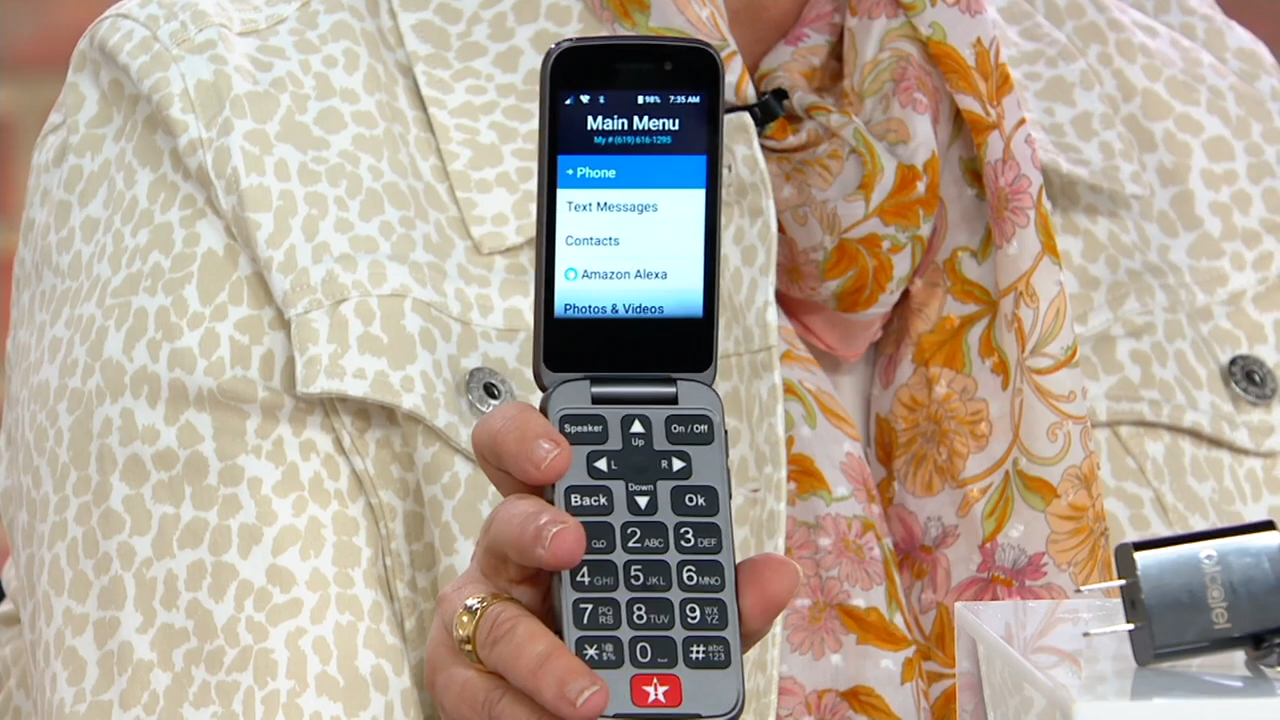 98% 7:35 AM
Main Menu
My # (619) 616-1295
→ Phone
Text Messages
Contacts
Amazon Alexa
Photos & Videos
Speaker Up On / Off
L R
Down
Back Ok
2 ABC 3 DEF
4 GHI 5 JKL 6 MNO
7 PQRS 8 TUV 9 WXYZ
* !@$% 0 # abc 123
alcatel